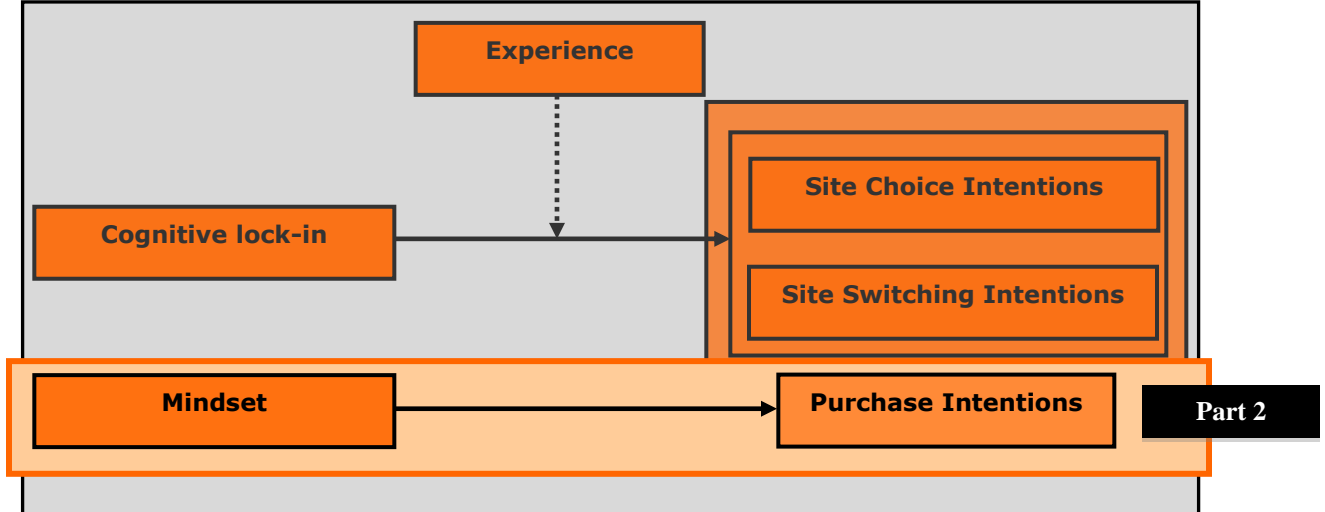 Experience
Site Choice Intentions
Cognitive lock-in
Site Switching Intentions
Mindset
Purchase Intentions
Part 2